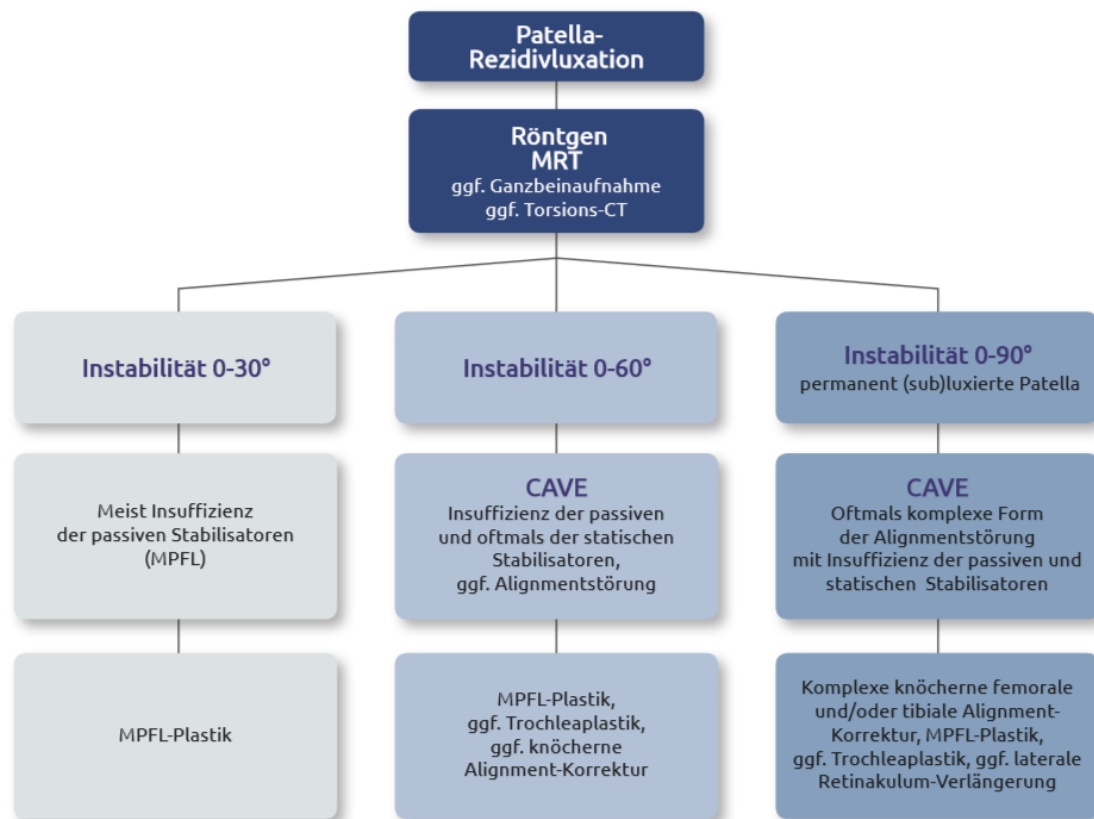 Patella-
Rezidivluxation
Röntgen
MRT
ggf. Ganzbeinaufnahme
ggf. Torsions-CT
Instabilität 0-30°
Meist Insuffizienz
der passiven Stabilisatoren
(MPFL)
MPFL-Plastik
Instabilität 0-60°
CAVE
Insuffizienz der passiven
und oftmals der statischen
Stabilisatoren,
ggf. Alignmentstörung
MPFL-Plastik,
ggf. Trochleaplastik,
ggf. knöcherne
Alignment-Korrektur
Instabilität 0-90°
permanent (sub)luxierte Patella
CAVE
Oftmals komplexe Form
der Alignmentstörung
mit Insuffizienz der passiven und
statischen Stabilisatoren
Komplexe knöcherne femorale
und/oder tibiale Alignment-
Korrektur, MPFL-Plastik,
ggf. Trochleaplastik, ggf. laterale
Retinakulum-Verlängerung